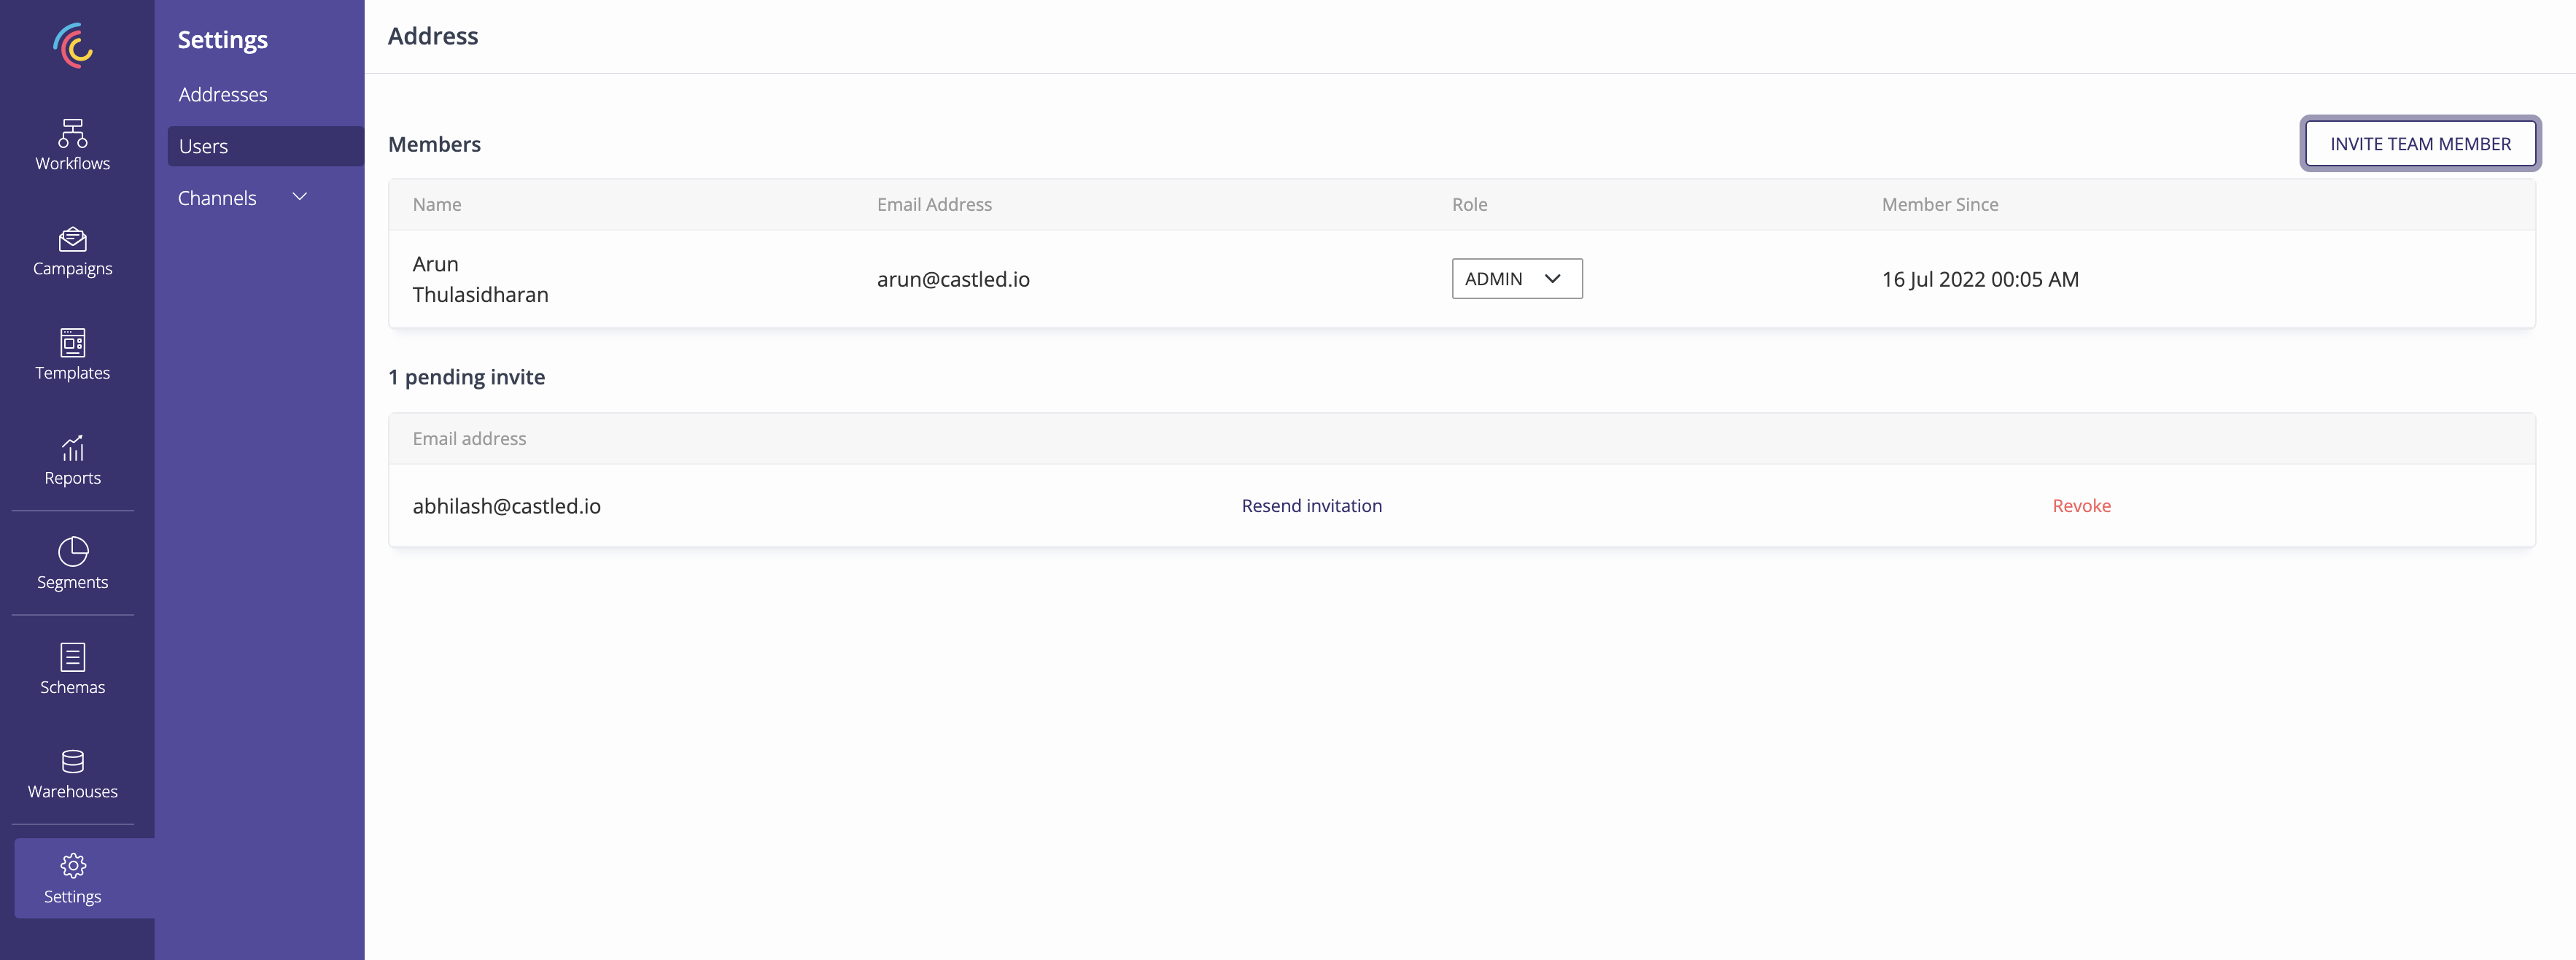 Workflows
Campaigns
Templates
Reports
Segments
Schemas
Warehouses
Settings
Settings
Addresses
Users
Channels
Address
Members
INVITE TEAM MEMBER
Name Email Address Role Member Since
Arun
Thulasidharan
arun@castled.io ADMIN 16 Jul 2022 00:05 AM
1 pending invite
Email address
abhilash@castled.io Resend invitation Revoke